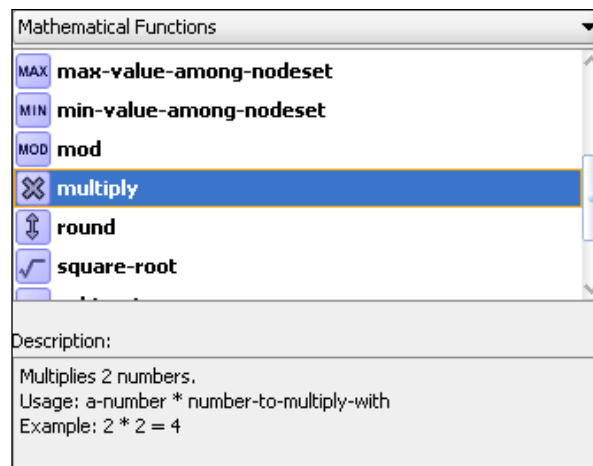 Mathematical Functions
MAX max-value-among-nodeset
MIN min-value-among-nodeset
MOD mod
multiply
round
square-root
Description:
Multiplies 2 numbers.
Usage: a-number * number-to-multiply-with
Example: 2 * 2 = 4